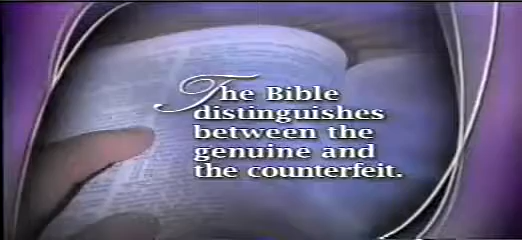 The Bible
distinguishes
between the
genuine and
the counterfeit.